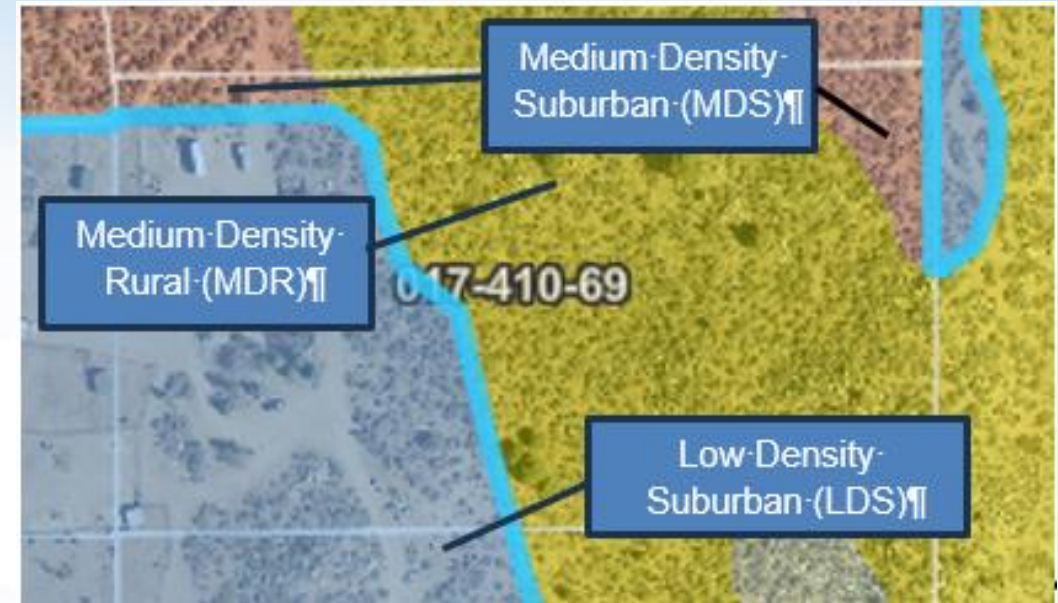 Medium·Density·
Suburban·(MDS)¶
Medium·Density·
Rural·(MDR)¶
017-410-69
Low·Density·
Suburban·(LDS)¶